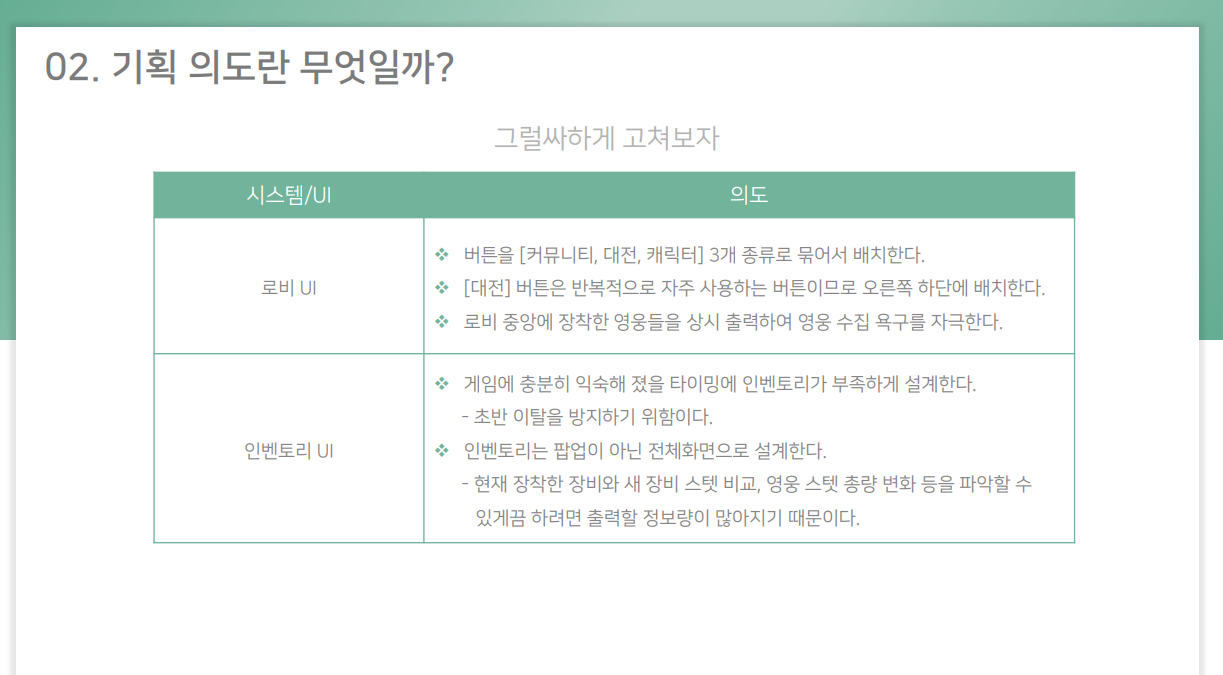 02. 기획 의도란 무엇일까?
그럴싸하게 고쳐보자
시스템/UI
의도
로비 UI
❖ 버튼을 [커뮤니티, 대전, 캐릭터] 3개 종류로 묶어서 배치한다.
❖ [대전] 버튼은 반복적으로 자주 사용하는 버튼이므로 오른쪽 하단에 배치한다.
❖ 로비 중앙에 장착한 영웅들을 상시 출력하여 영웅 수집 욕구를 자극한다.
인벤토리 UI
❖ 게임에 충분히 익숙해 졌을 타이밍에 인벤토리가 부족하게 설계한다.
- 초반 이탈을 방지하기 위함이다.
❖ 인벤토리는 팝업이 아닌 전체화면으로 설계한다.
- 현재 장착한 장비와 새 장비 스텟 비교, 영웅 스텟 총량 변화 등을 파악할 수
있게끔 하려면 출력할 정보량이 많아지기 때문이다.